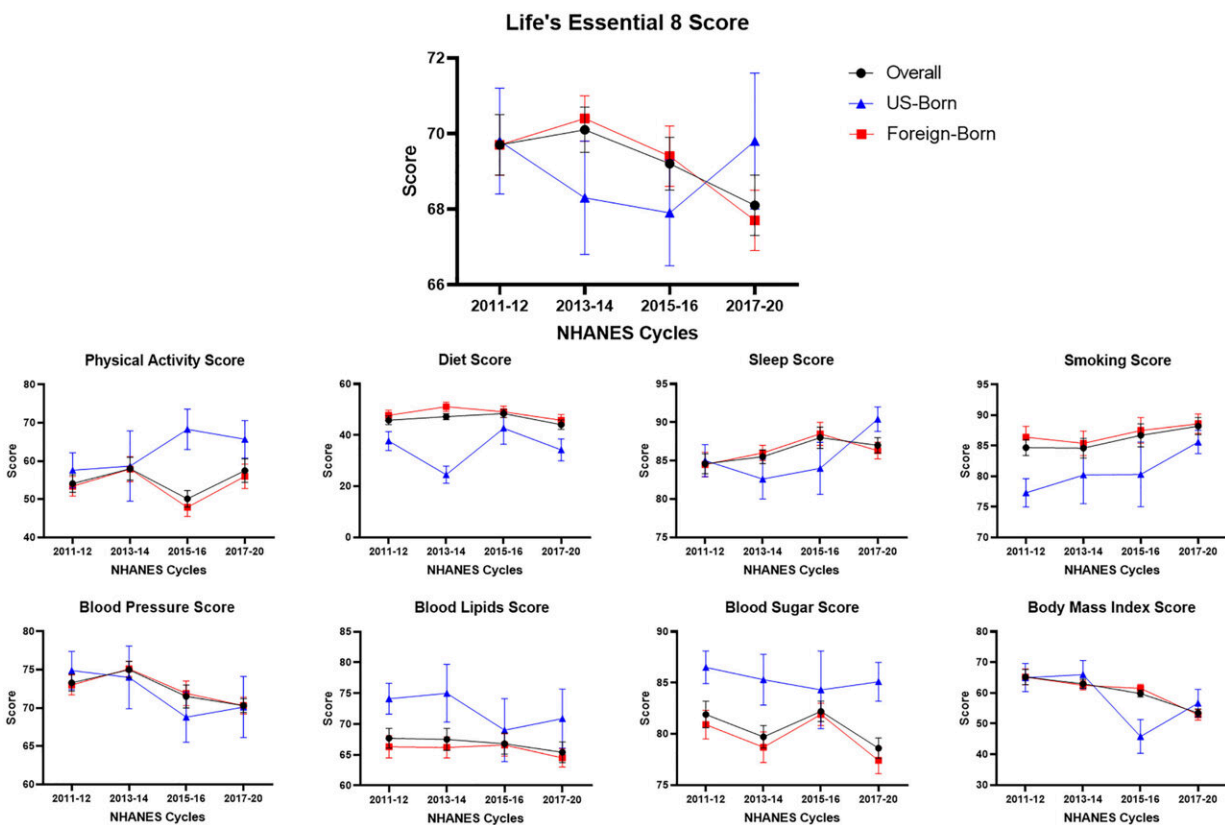 Life's Essential 8 Score
72
70
68
66
Score
2011-12 2013-14 2015-16 2017-20
NHANES Cycles
Overall
US-Born
Foreign-Born
Physical Activity Score
80
70
60
50
40
Score
2011-12 2013-14 2015-16 2017-20
NHANES Cycles
Diet Score
60
40
20
0
Score
2011-12 2013-14 2015-16 2017-20
NHANES Cycles
Sleep Score
95
90
85
80
75
Score
2011-12 2013-14 2015-16 2017-20
NHANES Cycles
Smoking Score
95
90
85
80
75
70
Score
2011-12 2013-14 2015-16 2017-20
NHANES Cycles
Blood Pressure Score
80
75
70
65
60
Score
2011-12 2013-14 2015-16 2017-20
NHANES Cycles
Blood Lipids Score
85
80
75
70
65
60
Score
2011-12 2013-14 2015-16 2017-20
NHANES Cycles
Blood Sugar Score
90
85
80
75
Score
2011-12 2013-14 2015-16 2017-20
NHANES Cycles
Body Mass Index Score
80
70
60
50
40
30
Score
2011-12 2013-14 2015-16 2017-20
NHANES Cycles